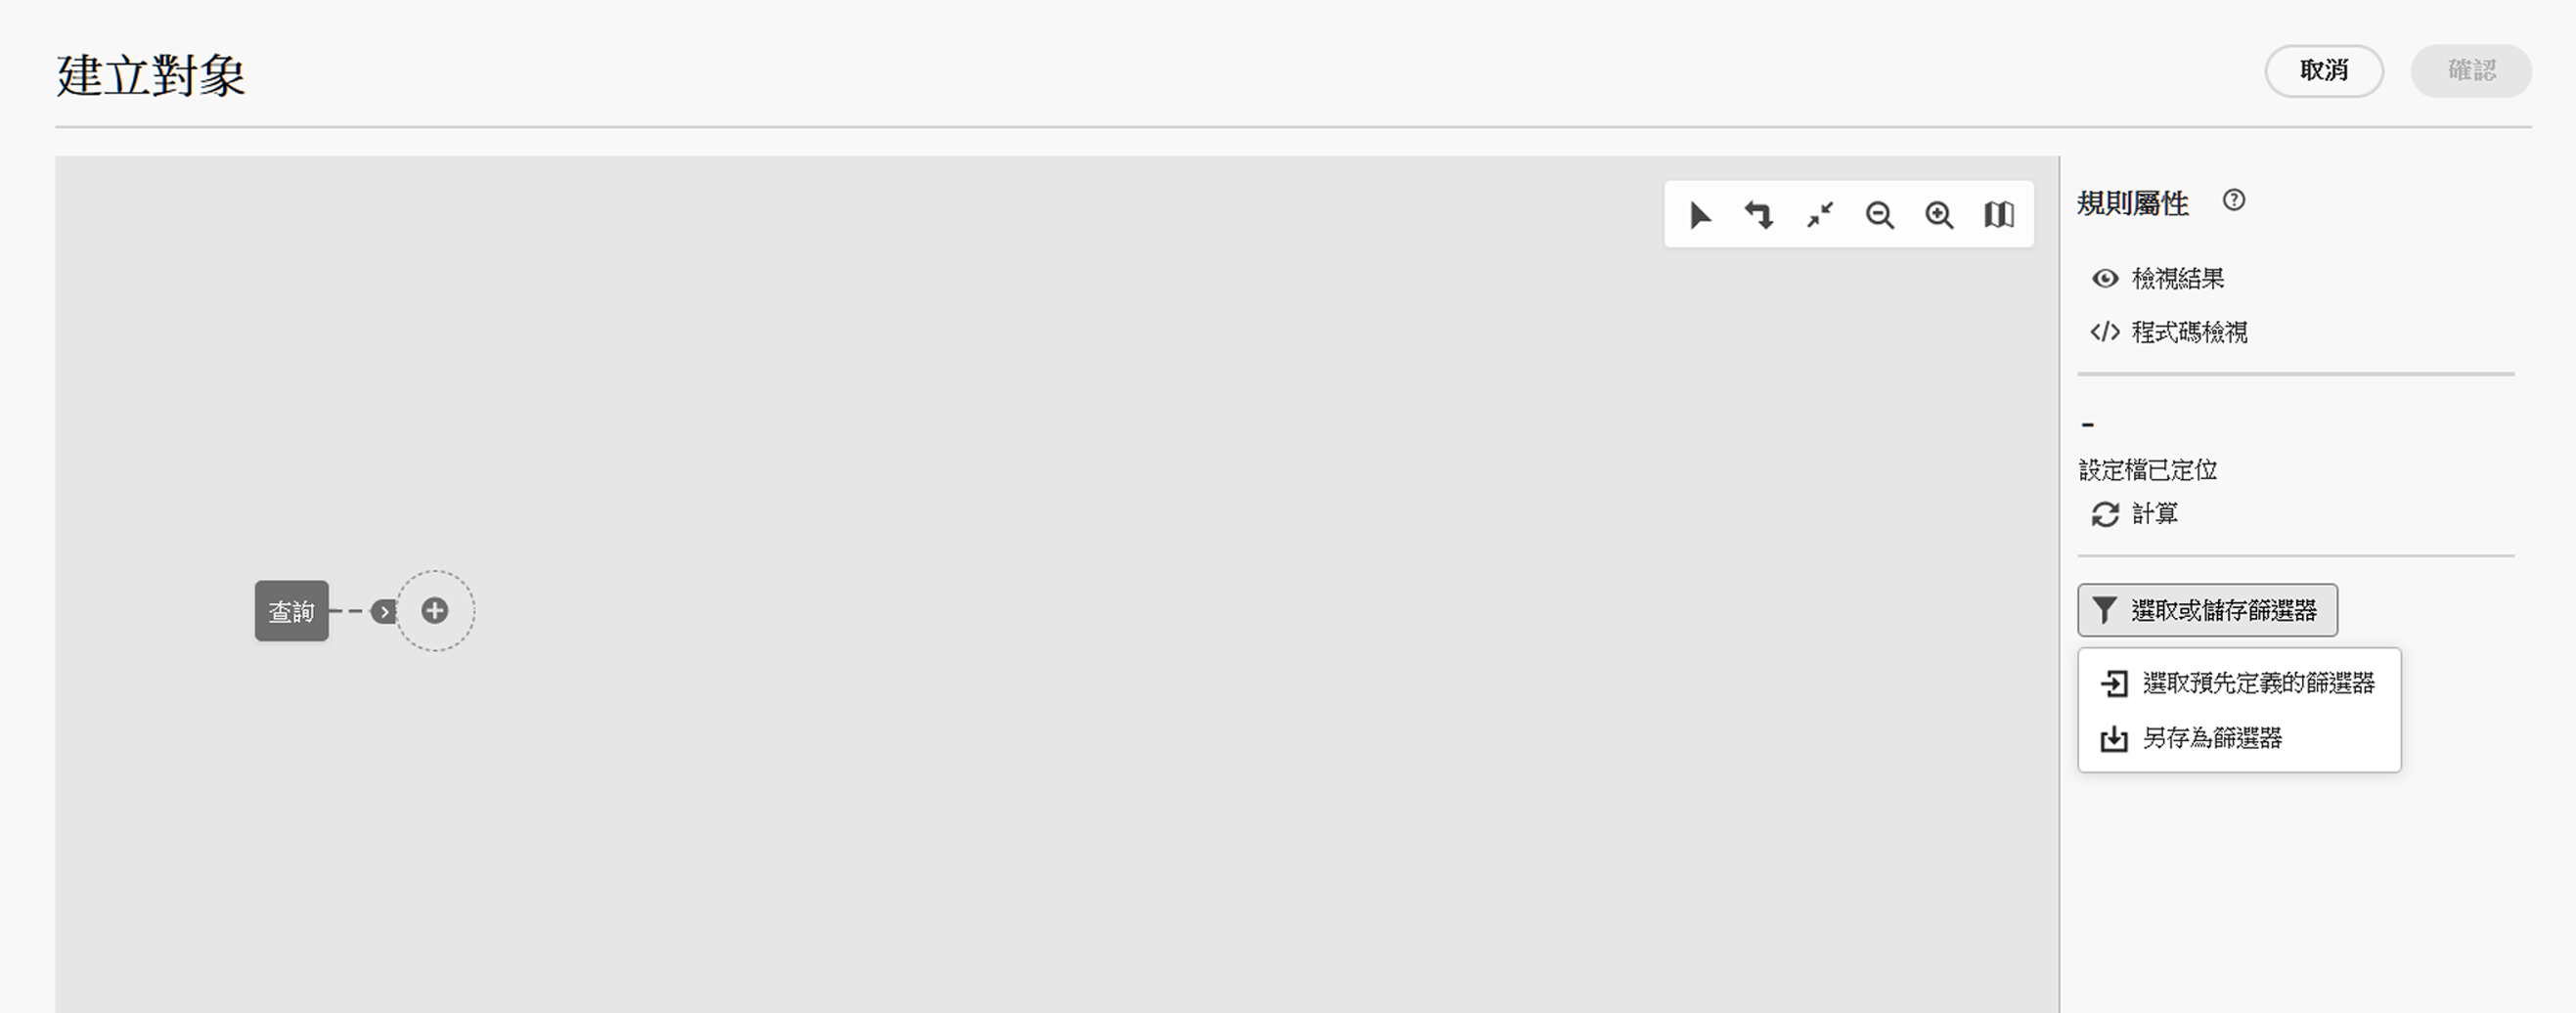 建立對象
取消
確認
規則屬性
檢視結果
程式碼檢視
-
設定檔已定位
計算
查詢
選取或儲存篩選器
選取預先定義的篩選器
另存為篩選器